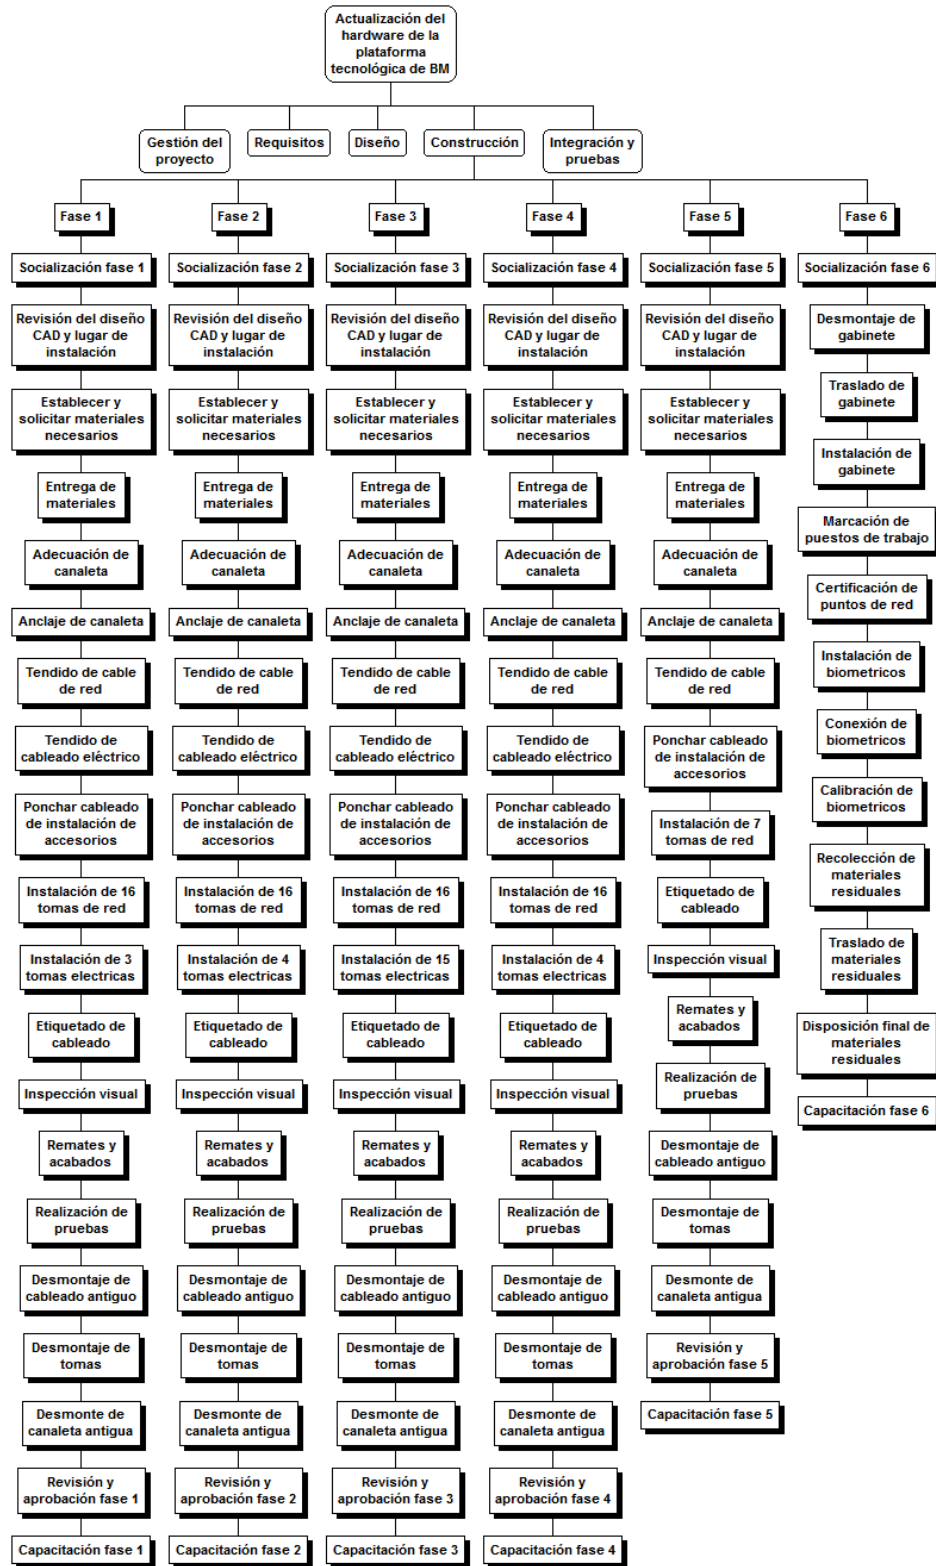 Actualización del
hardware de la
plataforma
tecnológica de BM
Gestión del
proyecto
Requisitos
Diseño
Construcción
Integración y
pruebas
Fase 1
Socialización fase 1
Revisión del diseño
CAD y lugar de
instalación
Establecer y
solicitar materiales
necesarios
Entrega de
materiales
Adecuación de
canaleta
Anclaje de canaleta
Tendido de cable
de red
Tendido de
cableado eléctrico
Ponchar cableado
de instalación de
accesorios
Instalación de 16
tomas de red
Instalación de 3
tomas electricas
Etiquetado de
cableado
Inspección visual
Remates y
acabados
Realización de
pruebas
Desmontaje de
cableado antiguo
Desmontaje de
tomas
Desmonte de
canaleta antigua
Revisión y
aprobación fase 1
Capacitación fase 1
Fase 2
Socialización fase 2
Revisión del diseño
CAD y lugar de
instalación
Establecer y
solicitar materiales
necesarios
Entrega de
materiales
Adecuación de
canaleta
Anclaje de canaleta
Tendido de cable
de red
Tendido de
cableado eléctrico
Ponchar cableado
de instalación de
accesorios
Instalación de 16
tomas de red
Instalación de 4
tomas electricas
Etiquetado de
cableado
Inspección visual
Remates y
acabados
Realización de
pruebas
Desmontaje de
cableado antiguo
Desmontaje de
tomas
Desmonte de
canaleta antigua
Revisión y
aprobación fase 2
Capacitación fase 2
Fase 3
Socialización fase 3
Revisión del diseño
CAD y lugar de
instalación
Establecer y
solicitar materiales
necesarios
Entrega de
materiales
Adecuación de
canaleta
Anclaje de canaleta
Tendido de cable
de red
Tendido de
cableado eléctrico
Ponchar cableado
de instalación de
accesorios
Instalación de 16
tomas de red
Instalación de 15
tomas electricas
Etiquetado de
cableado
Inspección visual
Remates y
acabados
Realización de
pruebas
Desmontaje de
cableado antiguo
Desmontaje de
tomas
Desmonte de
canaleta antigua
Revisión y
aprobación fase 3
Capacitación fase 3
Fase 4
Socialización fase 4
Revisión del diseño
CAD y lugar de
instalación
Establecer y
solicitar materiales
necesarios
Entrega de
materiales
Adecuación de
canaleta
Anclaje de canaleta
Tendido de cable
de red
Tendido de
cableado eléctrico
Ponchar cableado
de instalación de
accesorios
Instalación de 16
tomas de red
Instalación de 4
tomas electricas
Etiquetado de
cableado
Inspección visual
Remates y
acabados
Realización de
pruebas
Desmontaje de
cableado antiguo
Desmontaje de
tomas
Desmonte de
canaleta antigua
Revisión y
aprobación fase 4
Capacitación fase 4
Fase 5
Socialización fase 5
Revisión del diseño
CAD y lugar de
instalación
Establecer y
solicitar materiales
necesarios
Entrega de
materiales
Adecuación de
canaleta
Anclaje de canaleta
Tendido de cable
de red
Ponchar cableado
de instalación de
accesorios
Instalación de 7
tomas de red
Etiquetado de
cableado
Inspección visual
Remates y
acabados
Realización de
pruebas
Desmontaje de
cableado antiguo
Desmontaje de
tomas
Desmonte de
canaleta antigua
Revisión y
aprobación fase 5
Capacitación fase 5
Fase 6
Socialización fase 6
Desmontaje de
gabinete
Traslado de
gabinete
Instalación de
gabinete
Marcación de
puestos de trabajo
Certificación de
puntos de red
Instalación de
biometricos
Conexión de
biometricos
Calibración de
biometricos
Recolección de
materiales
residuales
Traslado de
materiales
residuales
Disposición final de
materiales
residuales
Capacitación fase 6